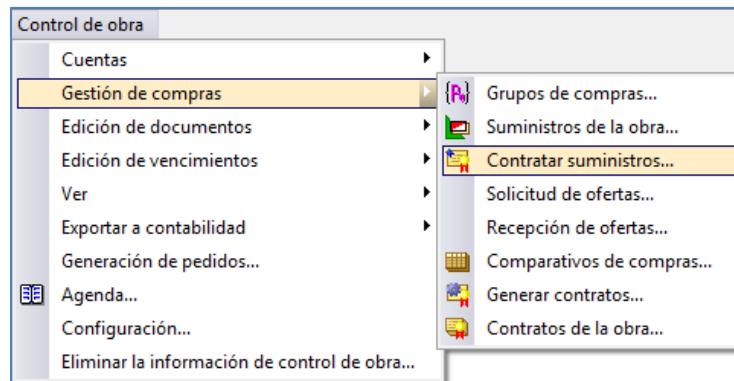 Control de obra
Cuentas
Gestión de compras
Edición de documentos
Edición de vencimientos
Ver
Exportar a contabilidad
Generación de pedidos...
Agenda...
Configuración...
Eliminar la información de control de obra...
Grupos de compras...
Suministros de la obra...
Contratar suministros...
Solicitud de ofertas...
Recepción de ofertas...
Comparativos de compras...
Generar contratos...
Contratos de la obra...